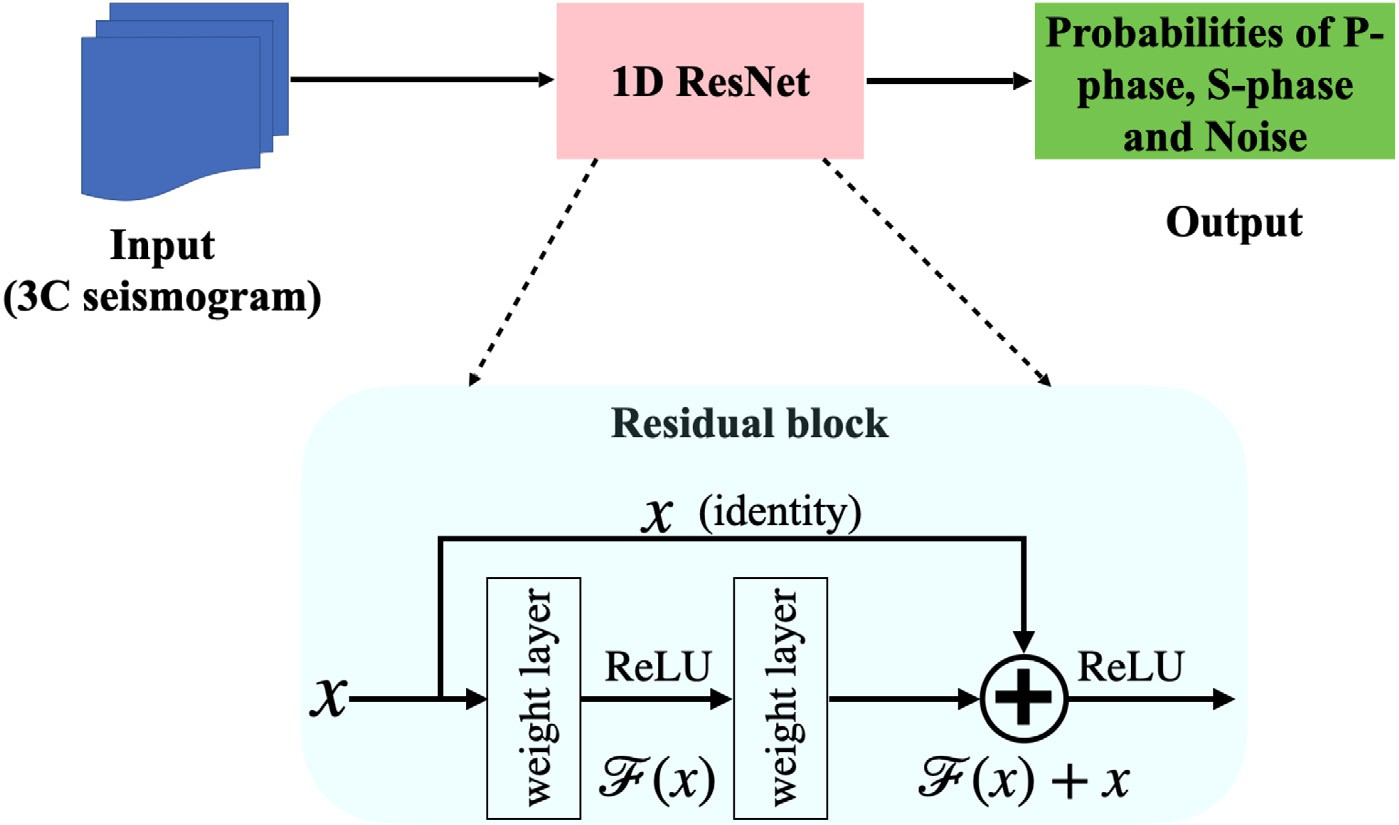 1D ResNet
Probabilities of P-
phase, S-phase
and Noise
Input
(3C seismogram)
Output
Residual block
x (identity)
x
weight layer
ReLU
weight layer
ReLU
ℱ(x)
ℱ(x) + x